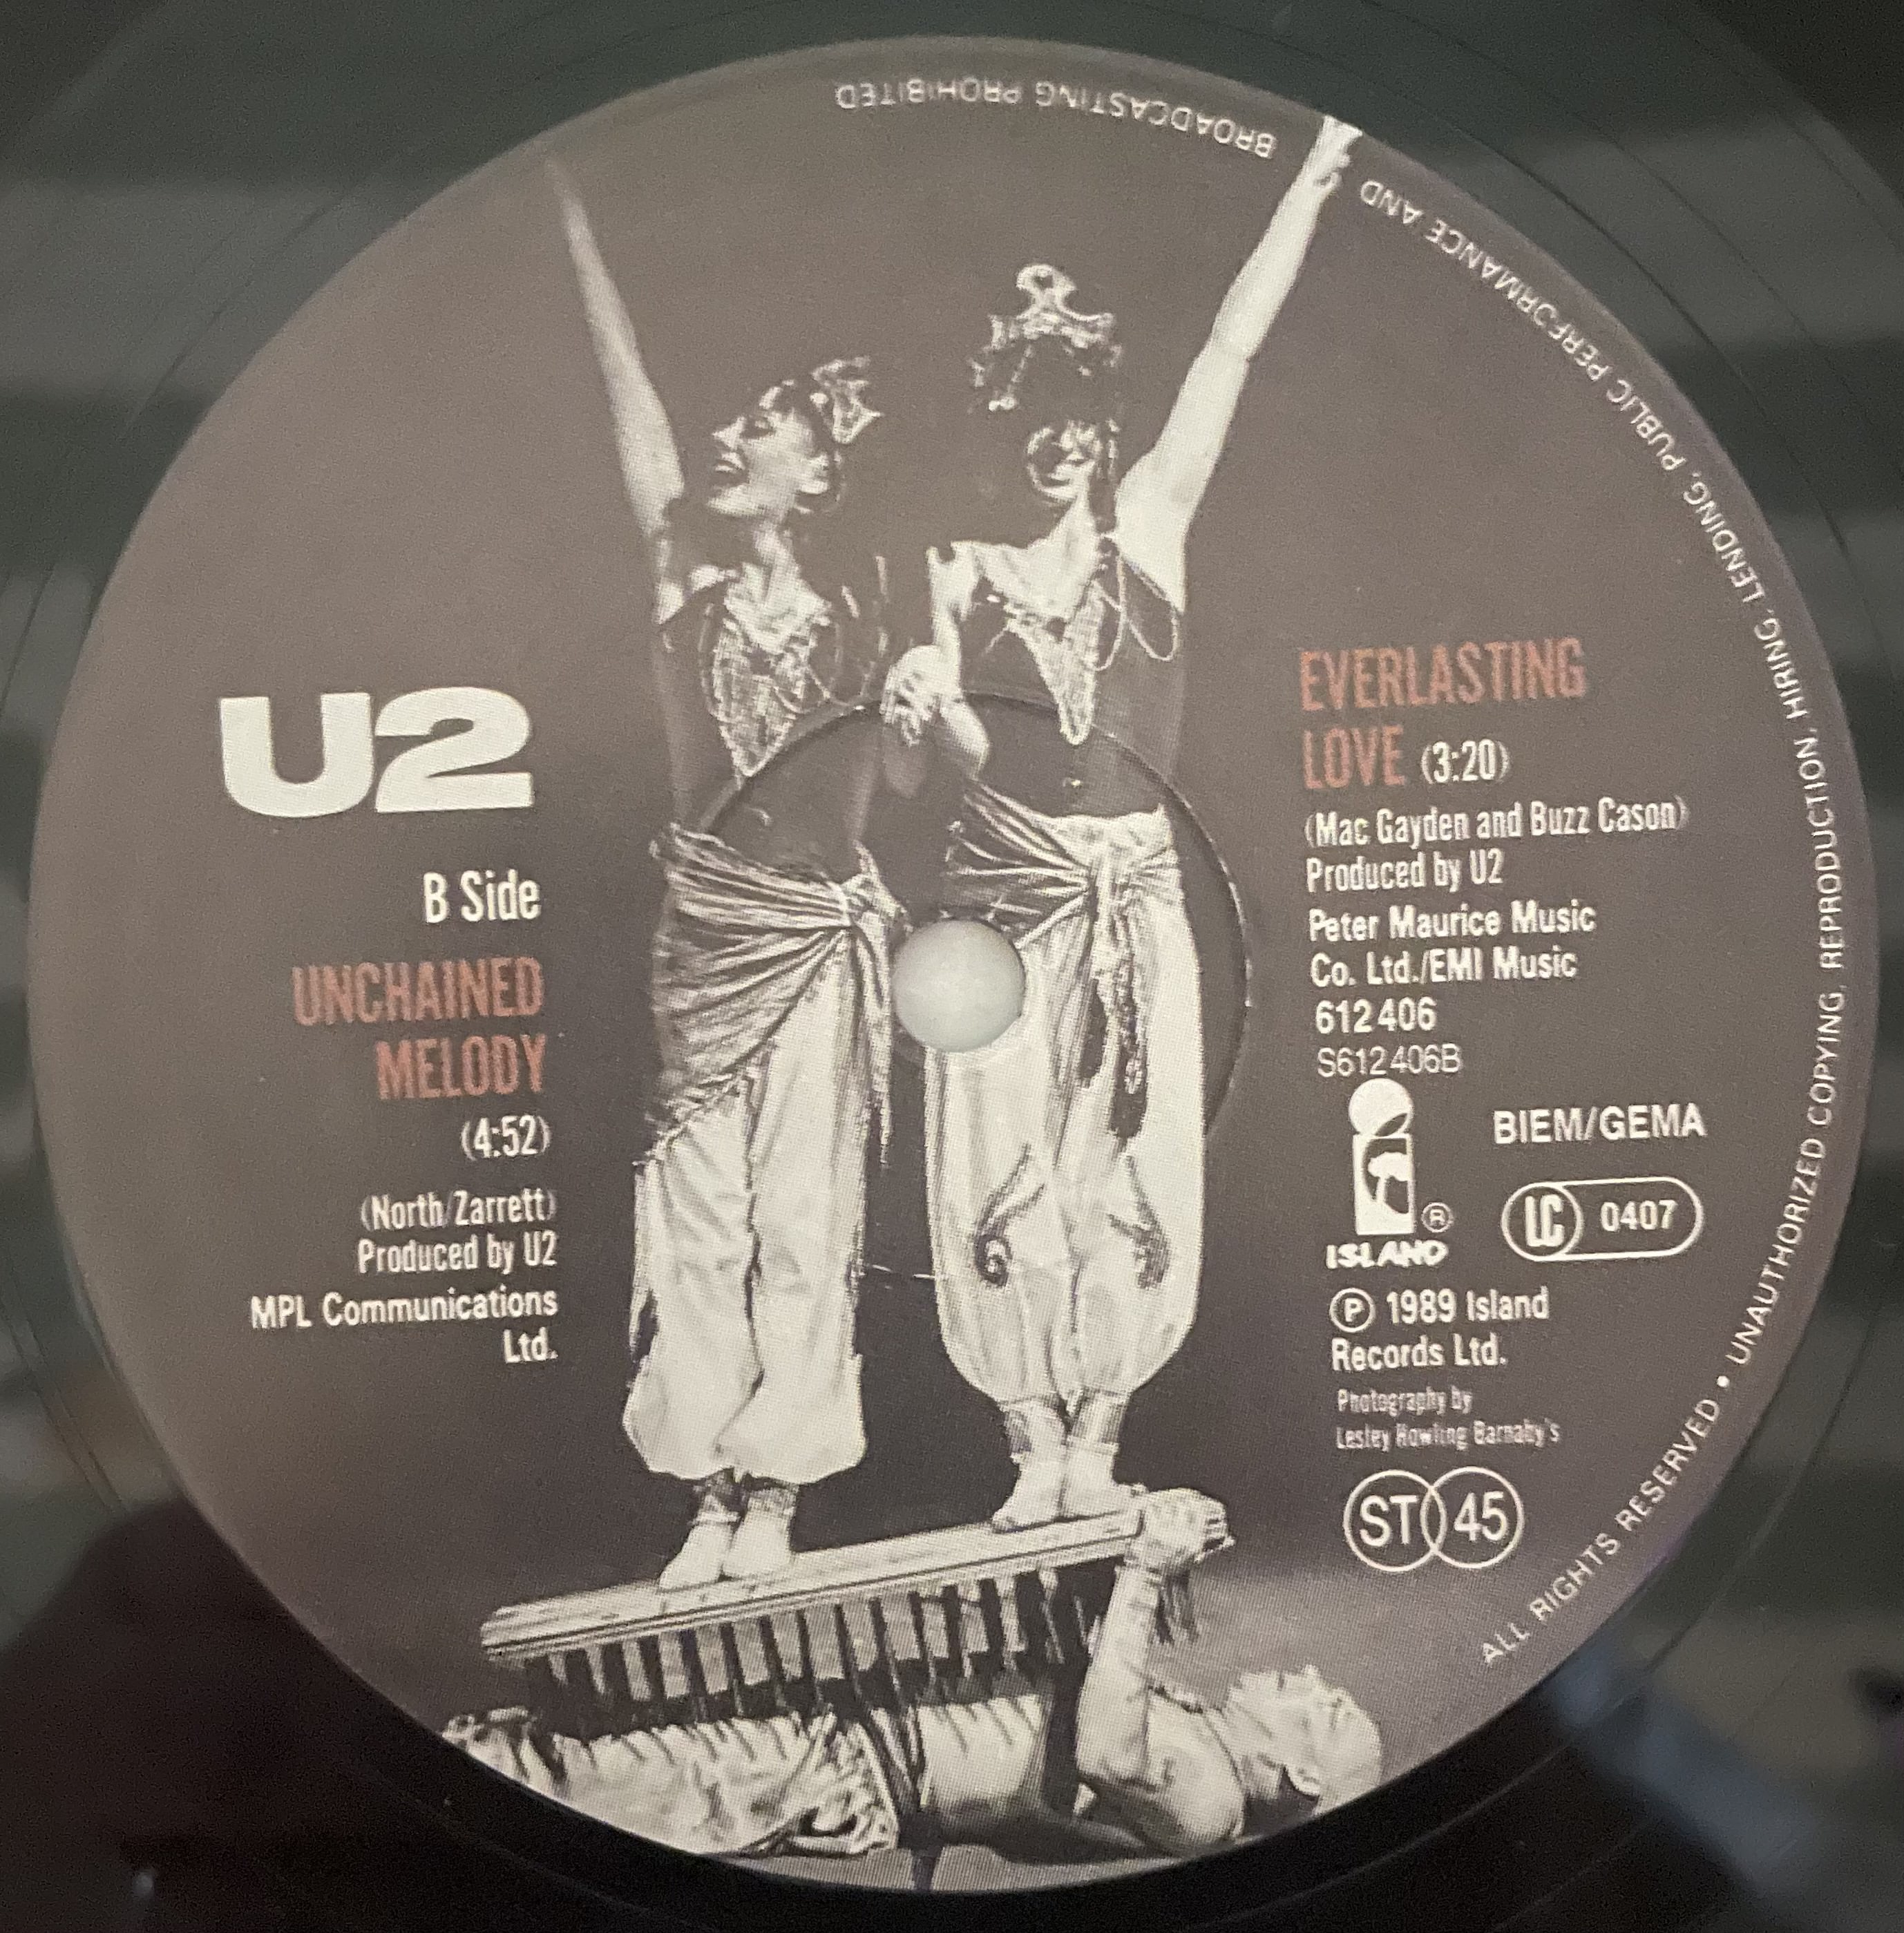 U2
B Side
UNCHAINED
MELODY
(4:52)
(North/Zarrett)
Produced by U2
MPL Communications
Ltd.
EVERLASTING
LOVE (3:20)
(Mac Gayden and Buzz Cason)
Produced by U2
Peter Maurice Music
Co. Ltd./EMI Music
612 406
S612 406B
BIEM/GEMA
® 
ISLAND
LC 0407
℗ 1989 Island
Records Ltd.
Photography by
Lesley Howling Barnaby's
ST 45
ALL RIGHTS RESERVED • UNAUTHORIZED COPYING, REPRODUCTION, HIRING, LENDING, PUBLIC PERFORMANCE AND BROADCASTING PROHIBITED